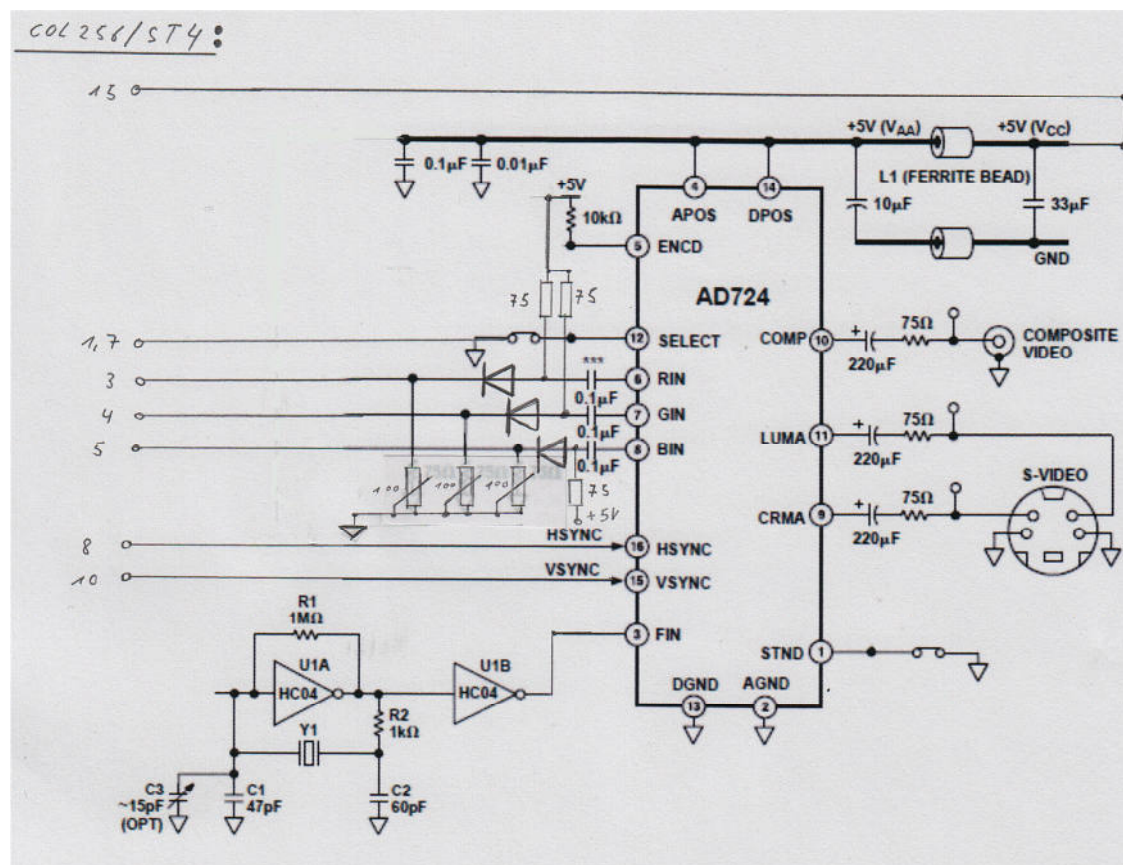 COL256/ST4:
15
+5V (VAA)
+5V (VCC)
0.1µF
0.01µF
+5V
4
14
L1 (FERRITE BEAD)
10kΩ
APOS
DPOS
10µF
33µF
5
ENCD
GND
75
75
AD724
1,7
12
SELECT
COMP
10
+
75Ω
COMPOSITE
VIDEO
220µF
3
***
6
RIN
0.1µF
4
7
GIN
0.1µF
5
8
BIN
0.1µF
LUMA
11
+
75Ω
220µF
S-VIDEO
100
100
100
75
+5V
CRMA
9
+
75Ω
220µF
8
HSYNC
16
HSYNC
10
VSYNC
15
VSYNC
R1
1MΩ
3
FIN
U1A
HC04
U1B
HC04
STND
1
DGND
AGND
13
2
R2
1kΩ
Y1
C3
~15pF
(OPT)
C1
47pF
C2
60pF